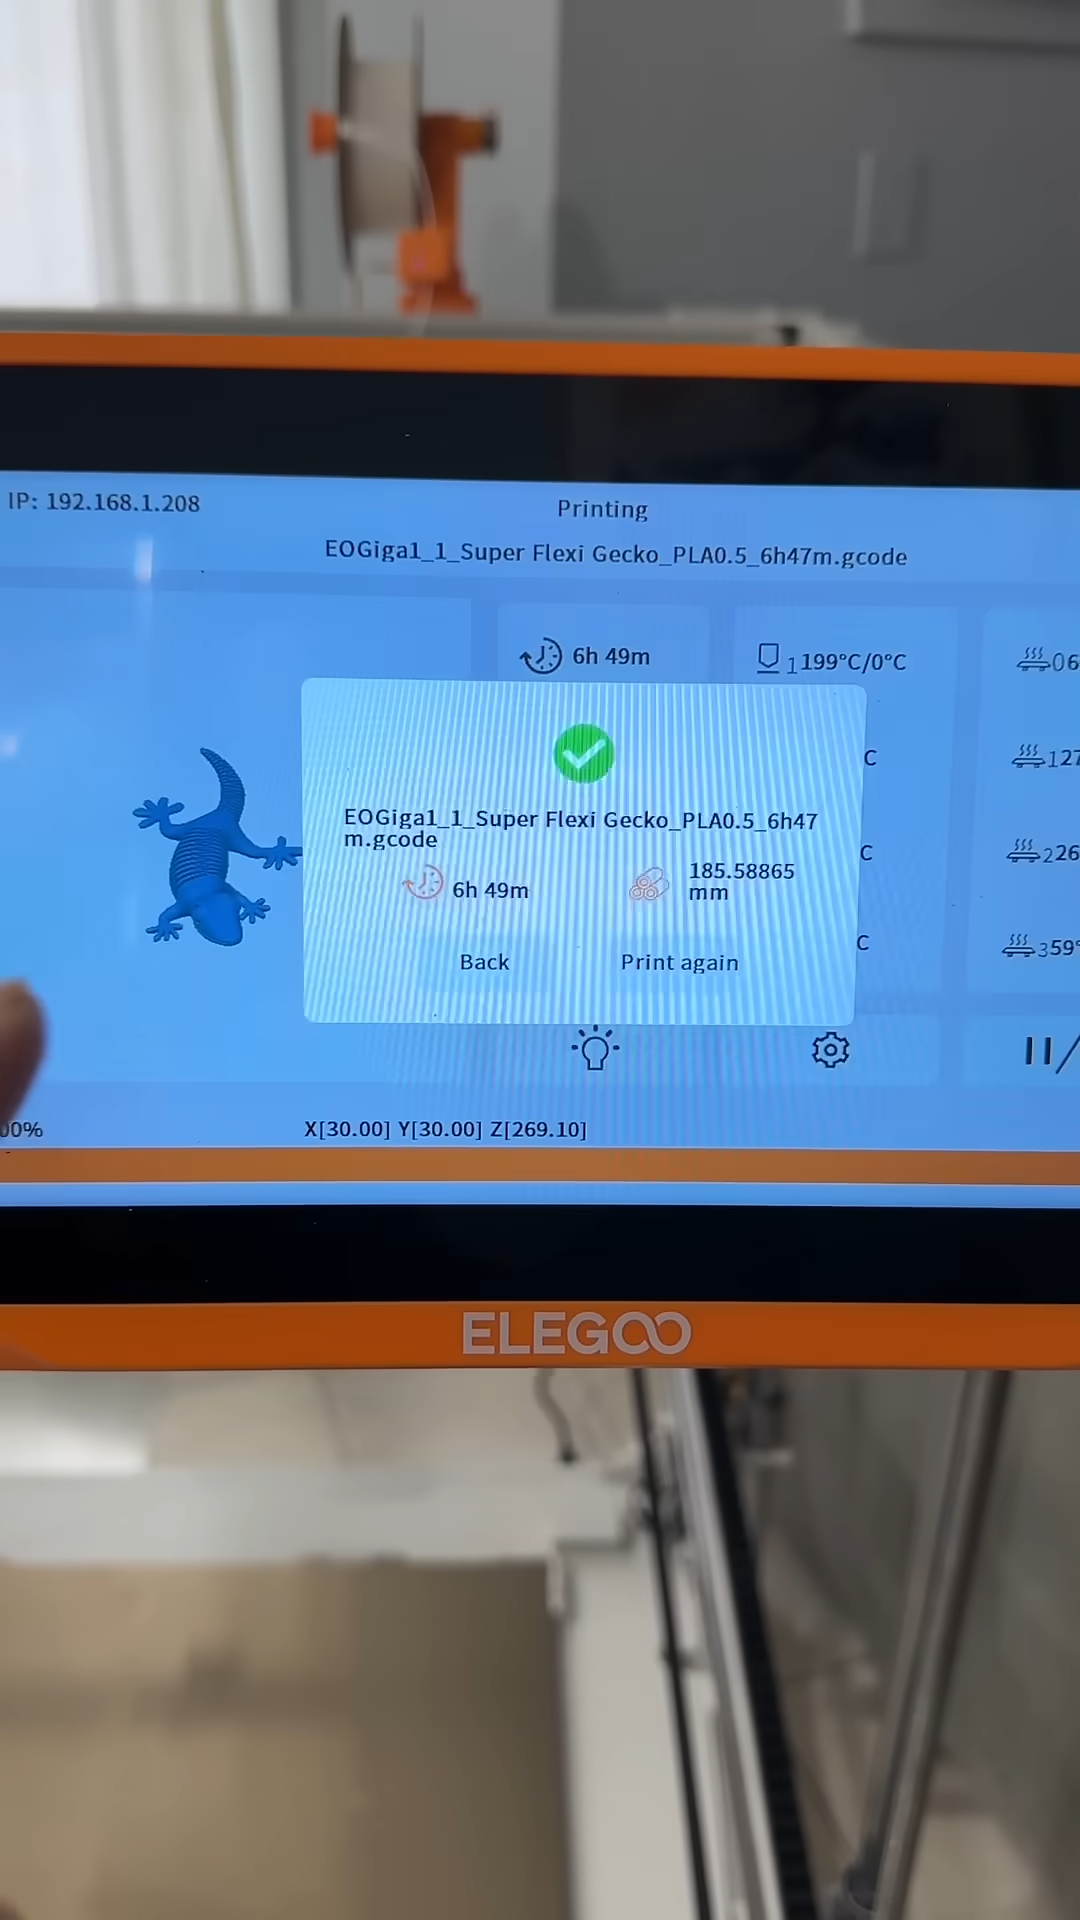 IP: 192.168.1.208
Printing
EOGiga1_1_Super Flexi Gecko_PLA0.5_6h47m.gcode
6h 49m
1 199°C/0°C
06
C
127
C
226
C
359°
EOGiga1_1_Super Flexi Gecko_PLA0.5_6h47
m.gcode
6h 49m
185.58865
mm
Back
Print again
00%
X[30.00] Y[30.00] Z[269.10]
ELEGOO